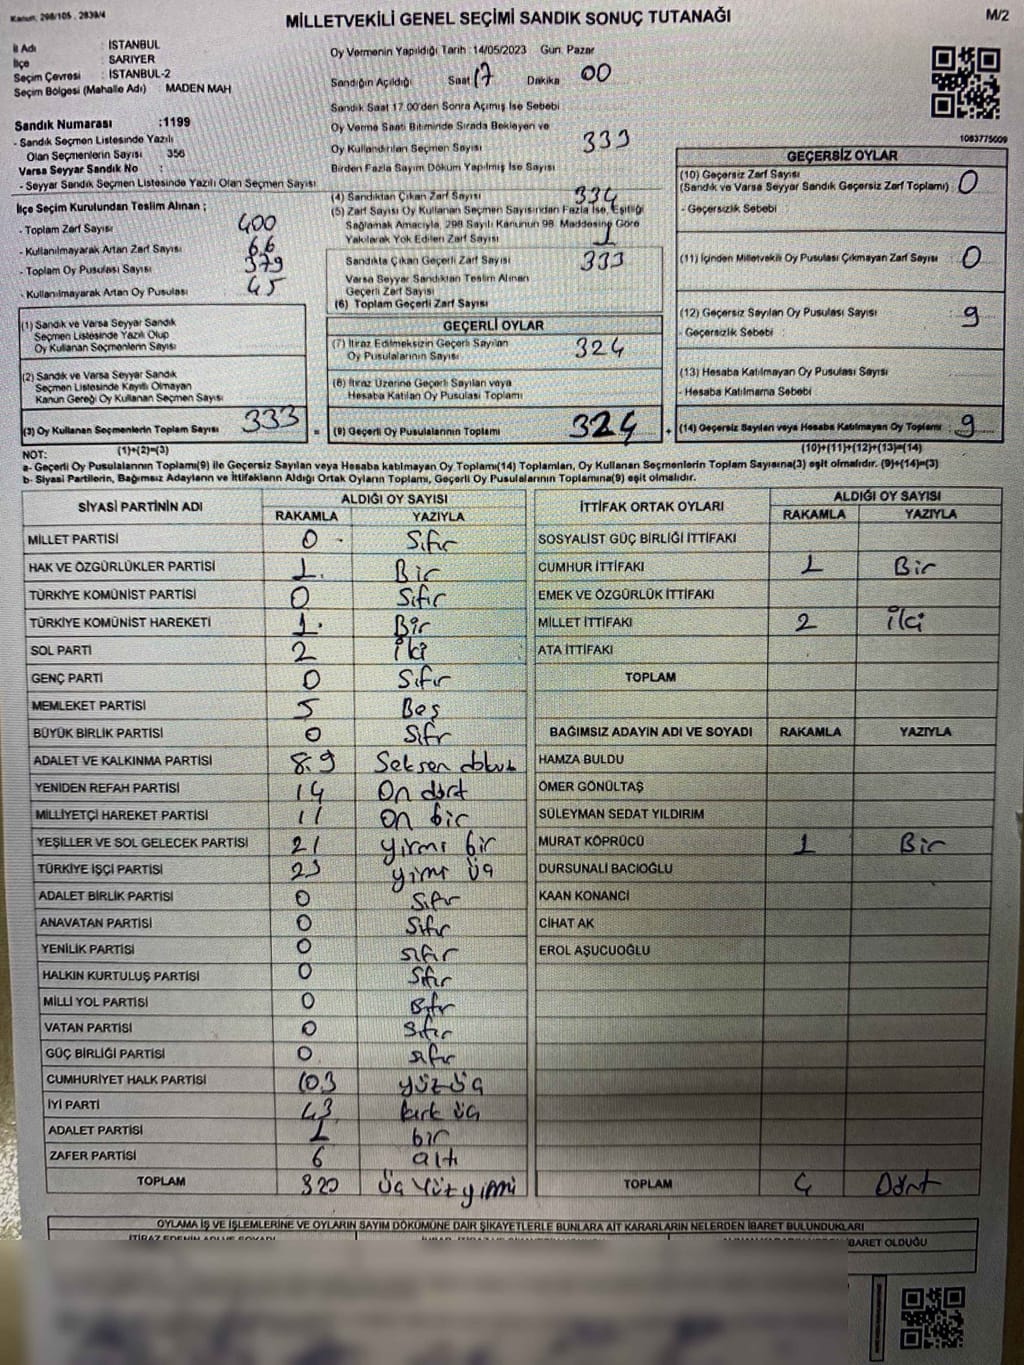 Kanun, 298/105 . 2839/4
MİLLETVEKİLİ GENEL SEÇİMİ SANDIK SONUÇ TUTANAĞI
M/2
İl Adı : İSTANBUL
İlçe : SARIYER
Seçim Çevresi : İSTANBUL-2
Seçim Bölgesi (Mahalle Adı) MADEN MAH
Sandık Numarası :1199
- Sandık Seçmen Listesinde Yazılı
Olan Seçmenlerin Sayısı 356
Varsa Seyyar Sandık No :
- Seyyar Sandık Seçmen Listesinde Yazılı Olan Seçmen Sayısı
İlçe Seçim Kurulundan Teslim Alınan ;
- Toplam Zarf Sayısı 400
- Kullanılmayarak Artan Zarf Sayısı 66
- Toplam Oy Pusulası Sayısı 379
- Kullanılmayarak Artan Oy Pusulası 45
Oy Vermenin Yapıldığı Tarih :14/05/2023 Gün: Pazar
Sandığın Açıldığı Saat 17 Dakika 00
Sandık Saat 17.00'den Sonra Açımış İse Sebebi
Oy Verme Saati Bitiminde Sırada Bekleyen ve
Oy Kullandırılan Seçmen Sayısı 333
Birden Fazla Sayım Döküm Yapılmış İse Sayısı
(4) Sandıktan Çıkan Zarf Sayısı 334
(5) Zarf Sayısı Oy Kullanan Seçmen Sayısından Fazla İse, Eşitliği
Sağlamak Amacıyla, 298 Sayılı Kanunun 98. Maddesine Göre
Yakılarak Yok Edilen Zarf Sayısı 1
Sandıkta Çıkan Geçerli Zarf Sayısı 333
Varsa Seyyar Sandıktan Teslim Alınan
Geçerli Zarf Sayısı
(6) Toplam Geçerli Zarf Sayısı
1083775009
GEÇERSİZ OYLAR
(10) Geçersiz Zarf Sayısı
(Sandık ve Varsa Seyyar Sandık Geçersiz Zarf Toplamı) 0
- Geçersizlik Sebebi
(11) İçinden Milletvekili Oy Pusulası Çıkmayan Zarf Sayısı 0
(12) Geçersiz Sayılan Oy Pusulası Sayısı 9
- Geçersizlik Sebebi :
(13) Hesaba Katılmayan Oy Pusulası Sayısı
- Hesaba Katılmama Sebebi
(14) Geçersiz Sayılan veya Hesaba Katılmayan Oy Toplamı : 9
(10)+(11)+(12)+(13)=(14)
(1) Sandık ve Varsa Seyyar Sandık
Seçmen Listesinde Yazılı Olup
Oy Kullanan Seçmenlerin Sayısı
(2) Sandık ve Varsa Seyyar Sandık
Seçmen Listesinde Kayıtlı Olmayan
Kanun Gereği Oy Kullanan Seçmen Sayısı
(3) Oy Kullanan Seçmenlerin Toplam Sayısı 333 =
(1)+(2)=(3)
GEÇERLİ OYLAR
(7) İtiraz Edilmeksizin Geçerli Sayılan
Oy Pusulalarının Sayısı 324
(8) İtiraz Üzerine Geçerli Sayılan veya
Hesaba Katılan Oy Pusulası Toplamı
(9) Geçerli Oy Pusulalarının Toplamı 324 +
NOT:
a- Geçerli Oy Pusulalarının Toplamı(9) ile Geçersiz Sayılan veya Hesaba katılmayan Oy Toplamı(14) Toplamları, Oy Kullanan Seçmenlerin Toplam Sayısına(3) eşit olmalıdır. (9)+(14)=(3)
b- Siyasi Partilerin, Bağımsız Adayların ve İttifakların Aldığı Ortak Oyların Toplamı, Geçerli Oy Pusulalarının Toplamına(9) eşit olmalıdır.
SİYASİ PARTİNİN ADI ALDIĞI OY SAYISI
RAKAMLA YAZIYLA
MİLLET PARTİSİ 0 Sıfır
HAK VE ÖZGÜRLÜKLER PARTİSİ 1 Bir
TÜRKİYE KOMÜNİST PARTİSİ 0 Sıfır
TÜRKİYE KOMÜNİST HAREKETİ 1 Bir
SOL PARTİ 2 İki
GENÇ PARTİ 0 Sıfır
MEMLEKET PARTİSİ 5 Beş
BÜYÜK BİRLİK PARTİSİ 0 Sıfr
ADALET VE KALKINMA PARTİSİ 89 Seksen dokuz
YENİDEN REFAH PARTİSİ 14 On dört
MİLLİYETÇİ HAREKET PARTİSİ 11 On bir
YEŞİLLER VE SOL GELECEK PARTİSİ 21 yirmi bir
TÜRKİYE İŞÇİ PARTİSİ 23 yirmi üç
ADALET BİRLİK PARTİSİ 0 Sıfır
ANAVATAN PARTİSİ 0 Sıfır
YENİLİK PARTİSİ 0 sıfır
HALKIN KURTULUŞ PARTİSİ 0 Sıfır
MİLLİ YOL PARTİSİ 0 Sıfır
VATAN PARTİSİ 0 Sıfır
GÜÇ BİRLİĞİ PARTİSİ 0 sıfır
CUMHURİYET HALK PARTİSİ 103 yüz üç
İYİ PARTİ 43 kırk üç
ADALET PARTİSİ 1 bir
ZAFER PARTİSİ 6 altı
TOPLAM 320 Üç yüz yirmi
İTTİFAK ORTAK OYLARI ALDIĞI OY SAYISI
RAKAMLA YAZIYLA
SOSYALİST GÜÇ BİRLİĞİ İTTİFAKI
CUMHUR İTTİFAKI 1 Bir
EMEK VE ÖZGÜRLÜK İTTİFAKI
MİLLET İTTİFAKI 2 iki
ATA İTTİFAKI
TOPLAM
BAĞIMSIZ ADAYIN ADI VE SOYADI RAKAMLA YAZIYLA
HAMZA BULDU
ÖMER GÖNÜLTAŞ
SÜLEYMAN SEDAT YILDIRIM
MURAT KÖPRÜCÜ 1 Bir
DURSUNALİ BACIOĞLU
KAAN KONANCİ
CİHAT AK
EROL AŞUCUOĞLU
TOPLAM 4 Dört
OYLAMA İŞ VE İŞLEMLERİNE VE OYLARIN SAYIM DÖKÜMÜNE DAİR ŞİKAYETLERLE BUNLARA AİT KARARLARIN NELERDEN İBARET BULUNDUKLARI
İBARET OLDUĞU